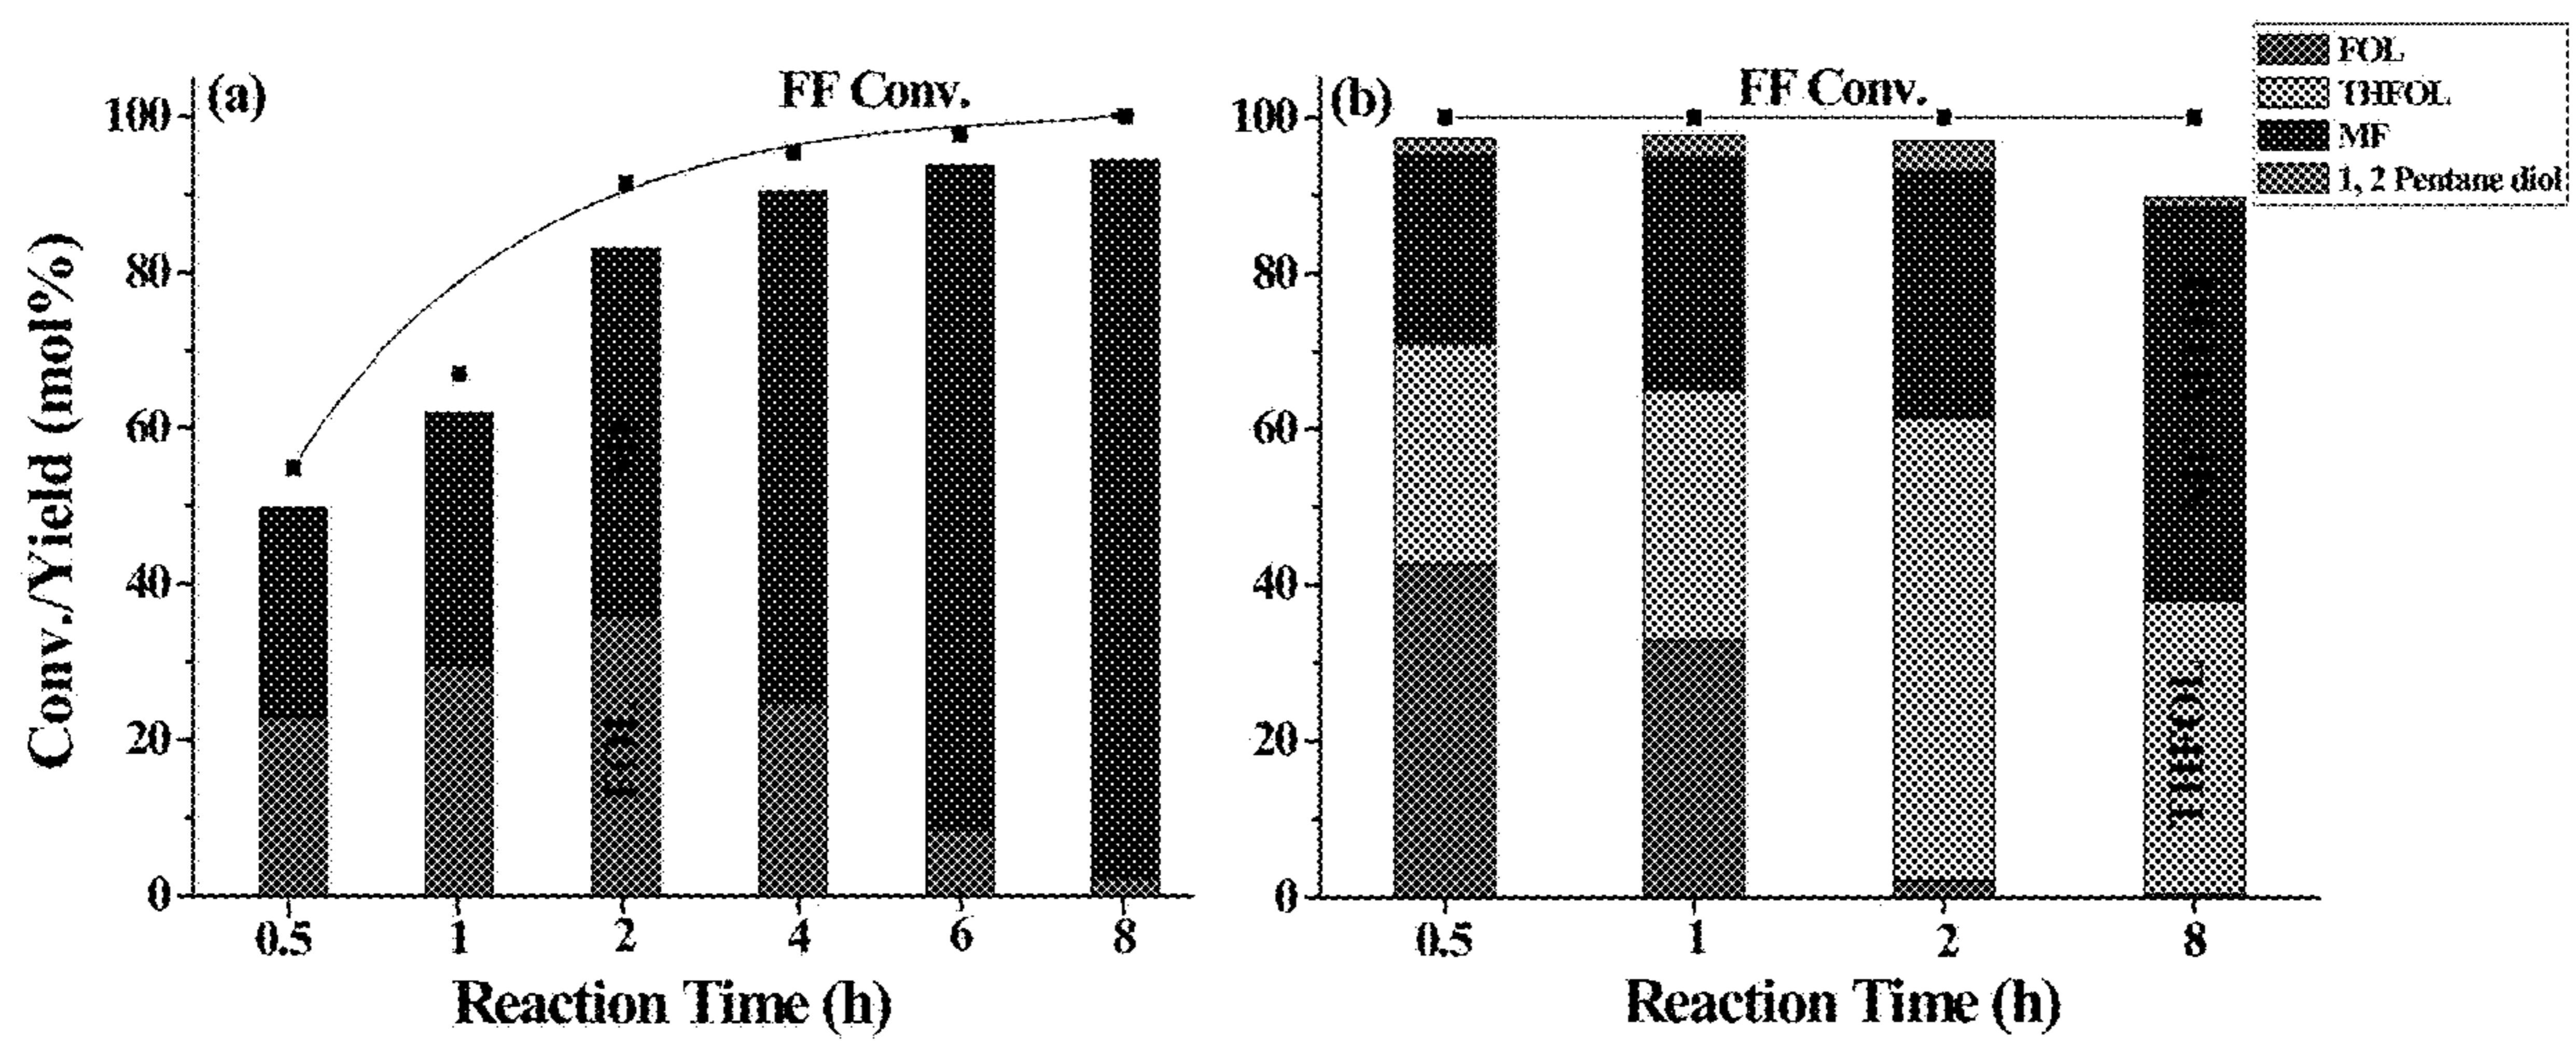 (a)
FF Conv.
100
80
60
40
20
0
Conv./Yield (mol%)
FOL
0.5 1 2 4 6 8
Reaction Time (h)
(b)
FF Conv.
100
80
60
40
20
0
THFOL
0.5 1 2 8
Reaction Time (h)
FOL
THFOL
MF
1, 2 Pentane diol